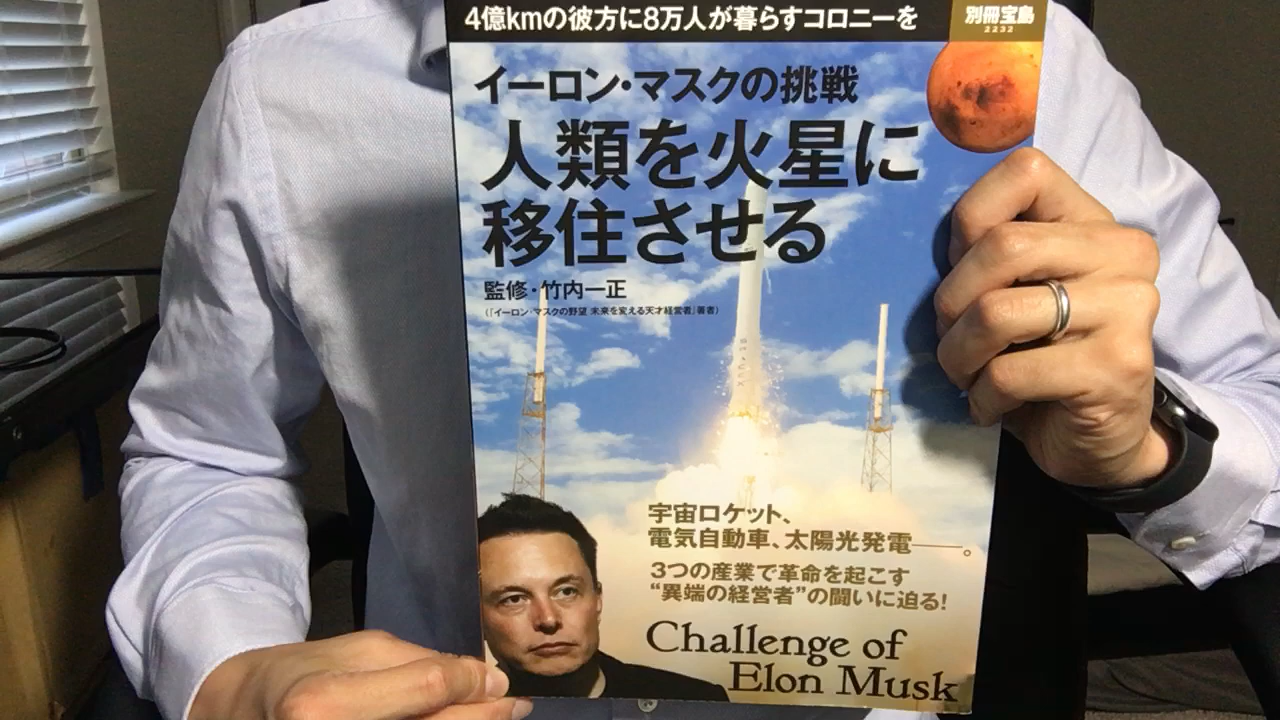 4億kmの彼方に8万人が暮らすコロニーを
別冊宝島
2232
イーロン・マスクの挑戦
人類を火星に
移住させる
監修・竹内一正
(『イーロン・マスクの野望 未来を変える天才経営者』著者)
宇宙ロケット、
電気自動車、太陽光発電——。
3つの産業で革命を起こす
“異端の経営者”の闘いに迫る!
Challenge of
Elon Musk